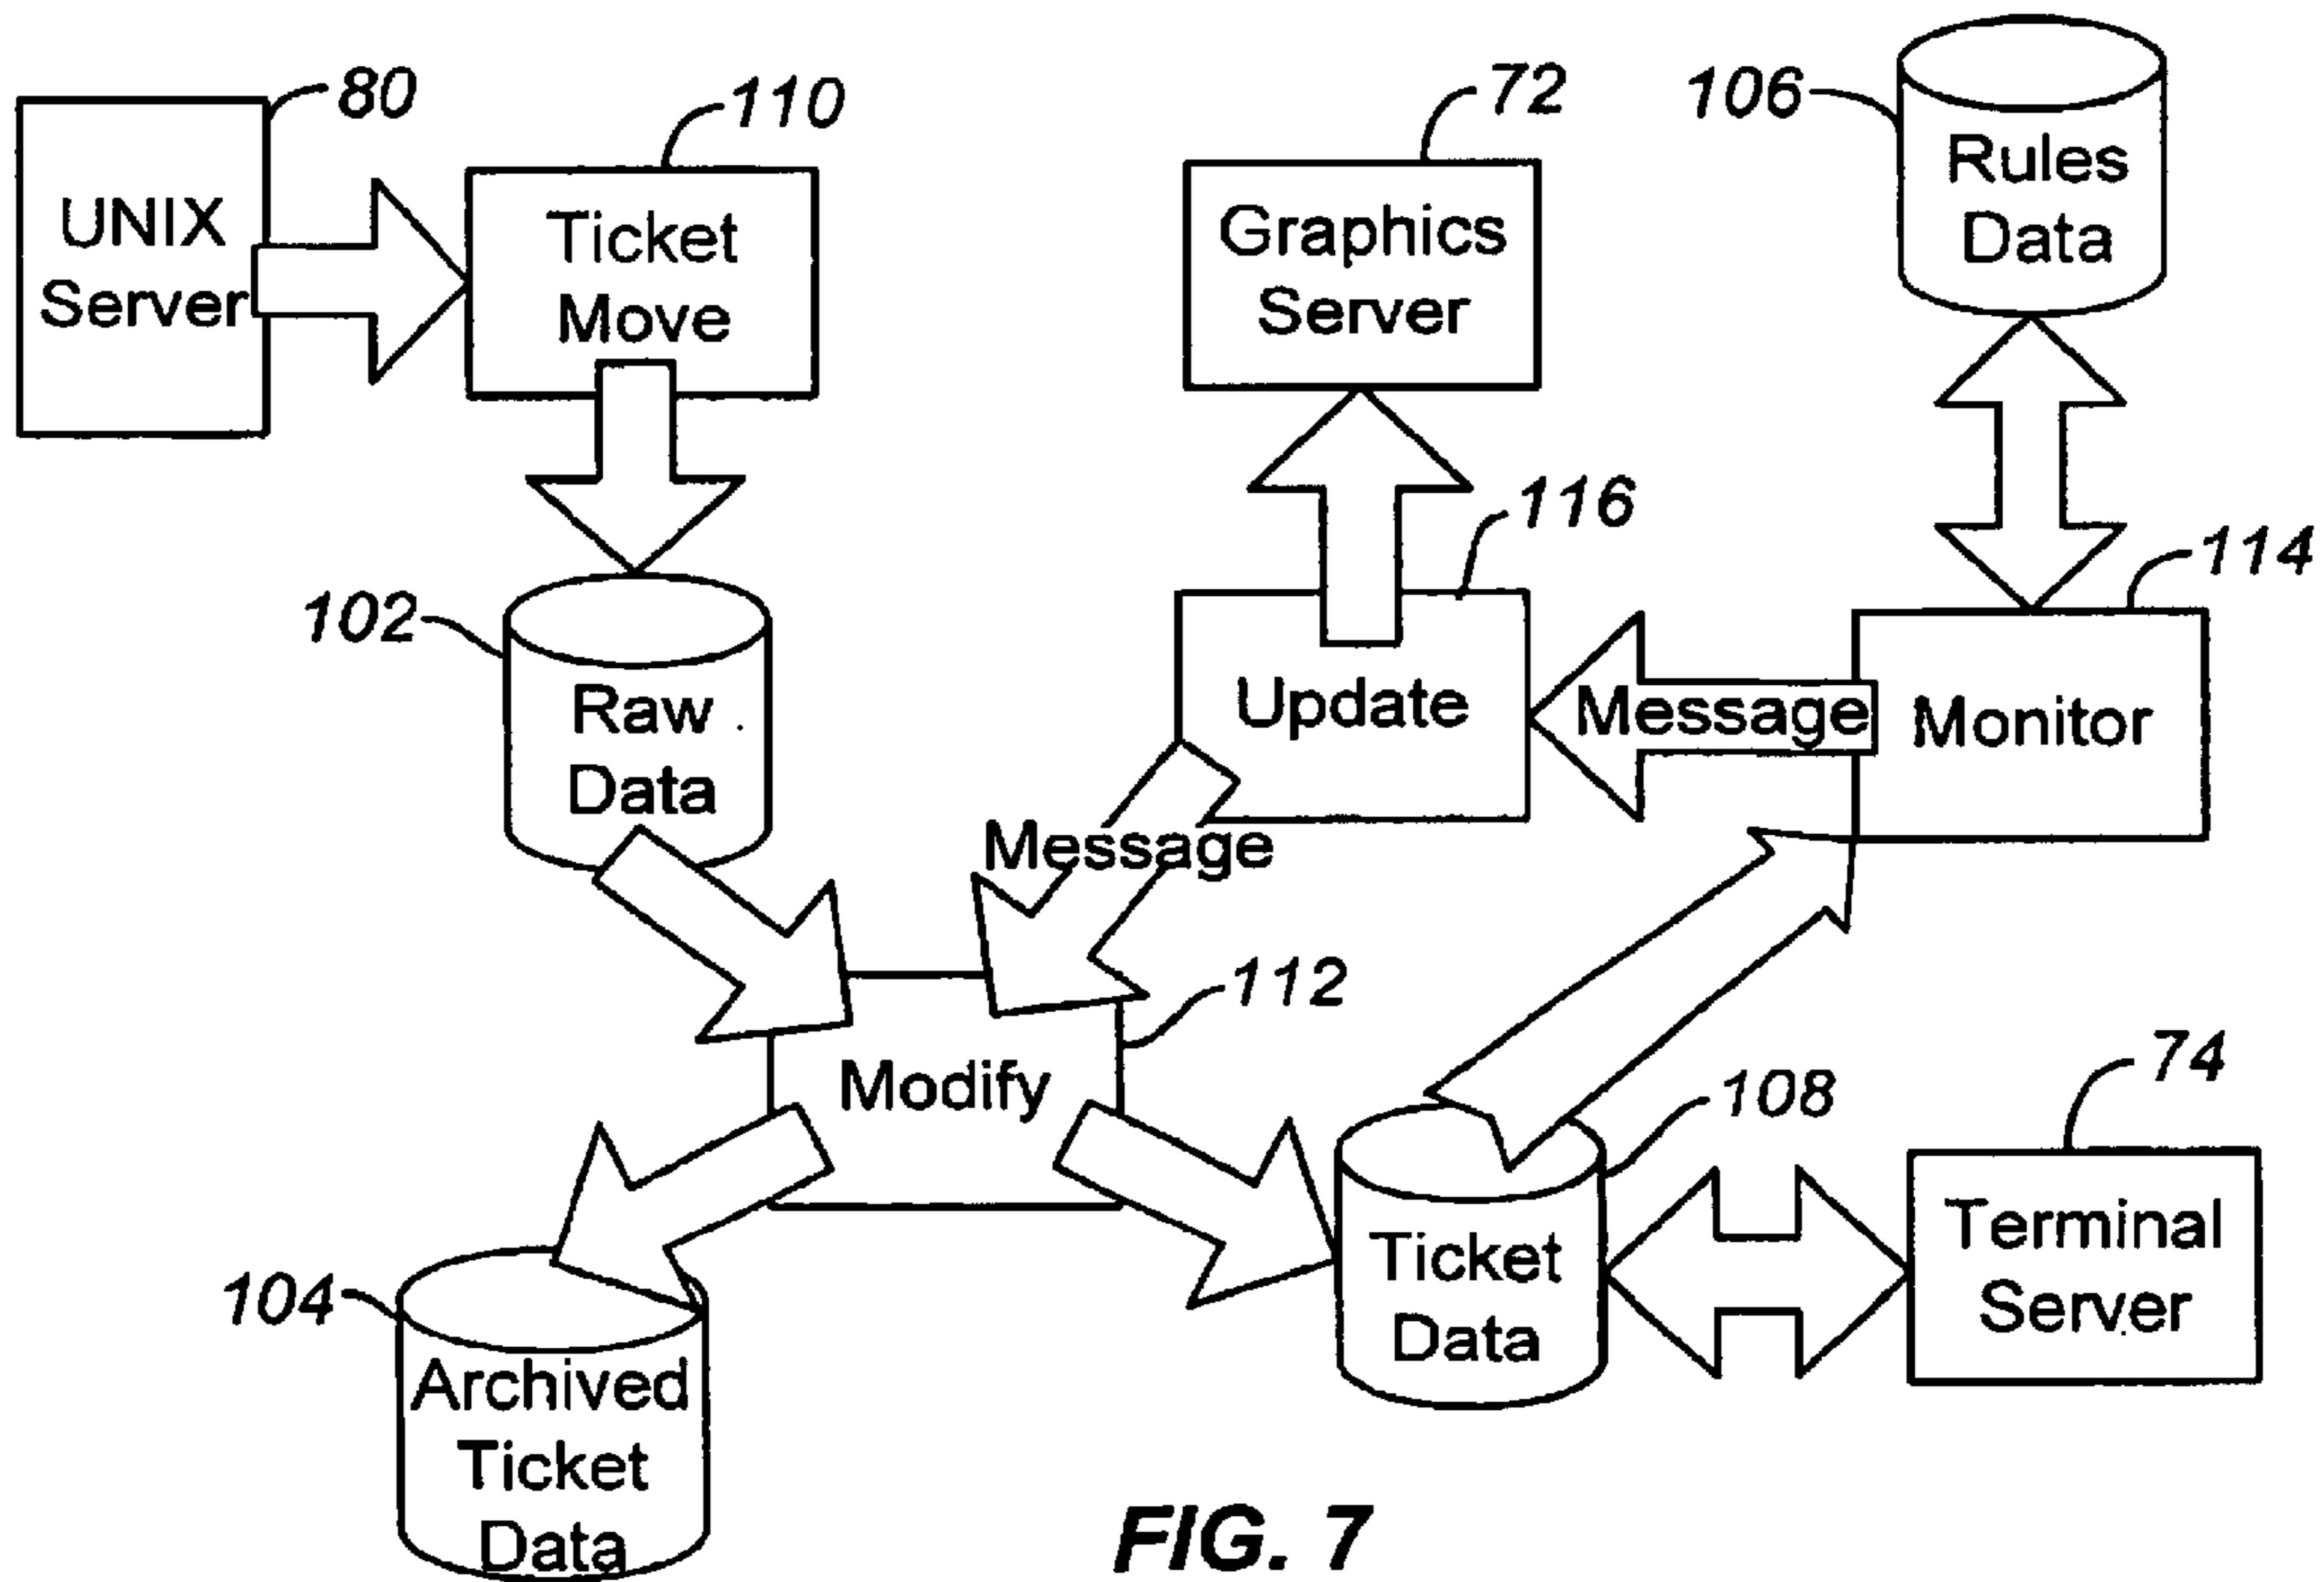 80
UNIX
Server
110
Ticket
Move
72
Graphics
Server
106
Rules
Data
102
Raw
Data
116
Update
Message
114
Monitor
Message
112
Modify
108
Ticket
Data
74
Terminal
Server
104
Archived
Ticket
Data
FIG. 7